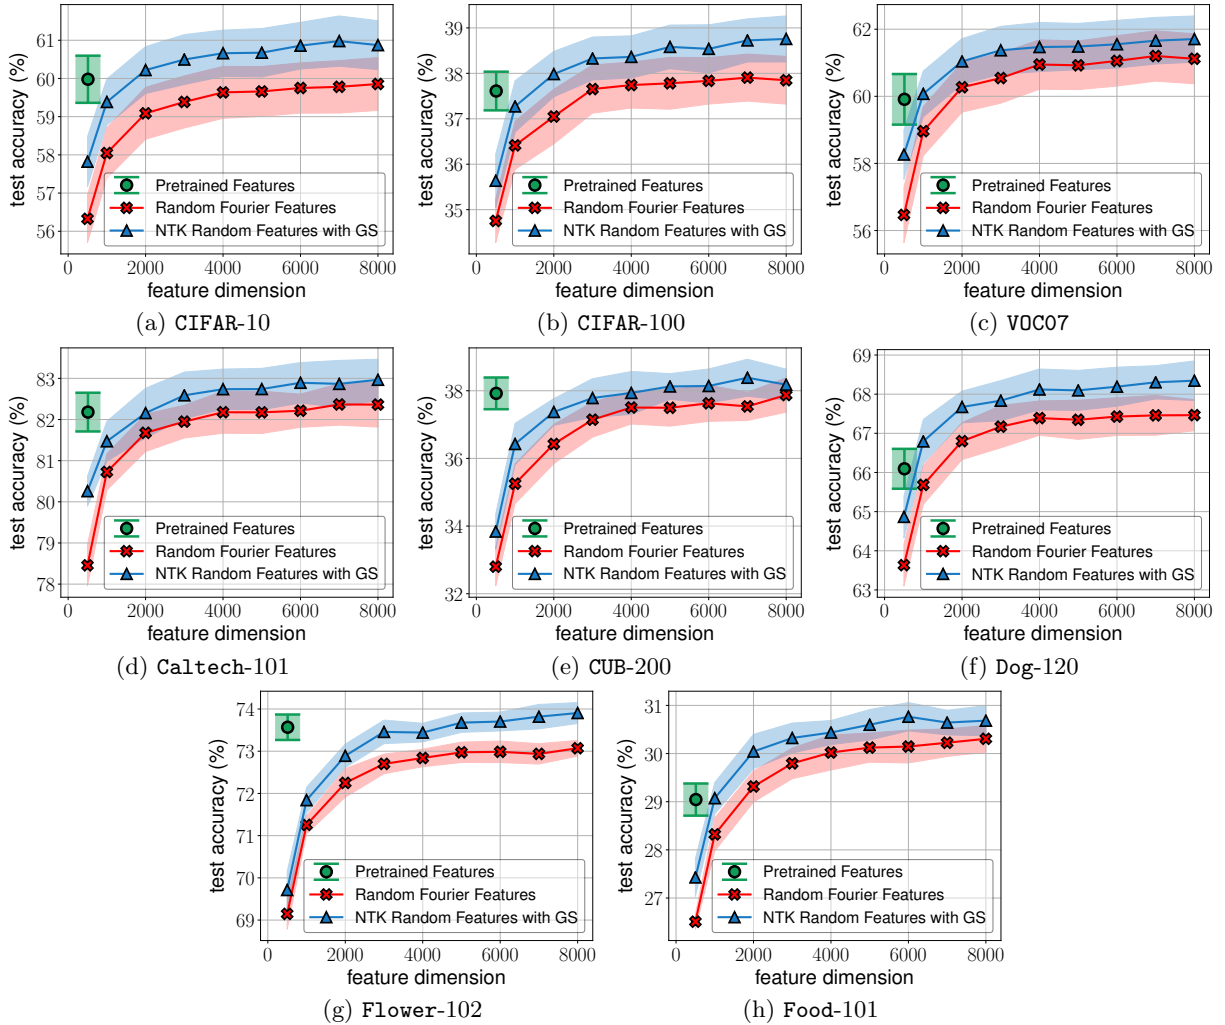 61
60
59
58
57
56
test accuracy (%)
Pretrained Features
Random Fourier Features
NTK Random Features with GS
0 2000 4000 6000 8000
feature dimension
(a) CIFAR-10
39
38
37
36
35
test accuracy (%)
Pretrained Features
Random Fourier Features
NTK Random Features with GS
0 2000 4000 6000 8000
feature dimension
(b) CIFAR-100
62
60
58
56
test accuracy (%)
Pretrained Features
Random Fourier Features
NTK Random Features with GS
0 2000 4000 6000 8000
feature dimension
(c) VOC07
83
82
81
80
79
78
test accuracy (%)
Pretrained Features
Random Fourier Features
NTK Random Features with GS
0 2000 4000 6000 8000
feature dimension
(d) Caltech-101
38
36
34
32
test accuracy (%)
Pretrained Features
Random Fourier Features
NTK Random Features with GS
0 2000 4000 6000 8000
feature dimension
(e) CUB-200
69
68
67
66
65
64
63
test accuracy (%)
Pretrained Features
Random Fourier Features
NTK Random Features with GS
0 2000 4000 6000 8000
feature dimension
(f) Dog-120
74
73
72
71
70
69
test accuracy (%)
Pretrained Features
Random Fourier Features
NTK Random Features with GS
0 2000 4000 6000 8000
feature dimension
(g) Flower-102
31
30
29
28
27
test accuracy (%)
Pretrained Features
Random Fourier Features
NTK Random Features with GS
0 2000 4000 6000 8000
feature dimension
(h) Food-101